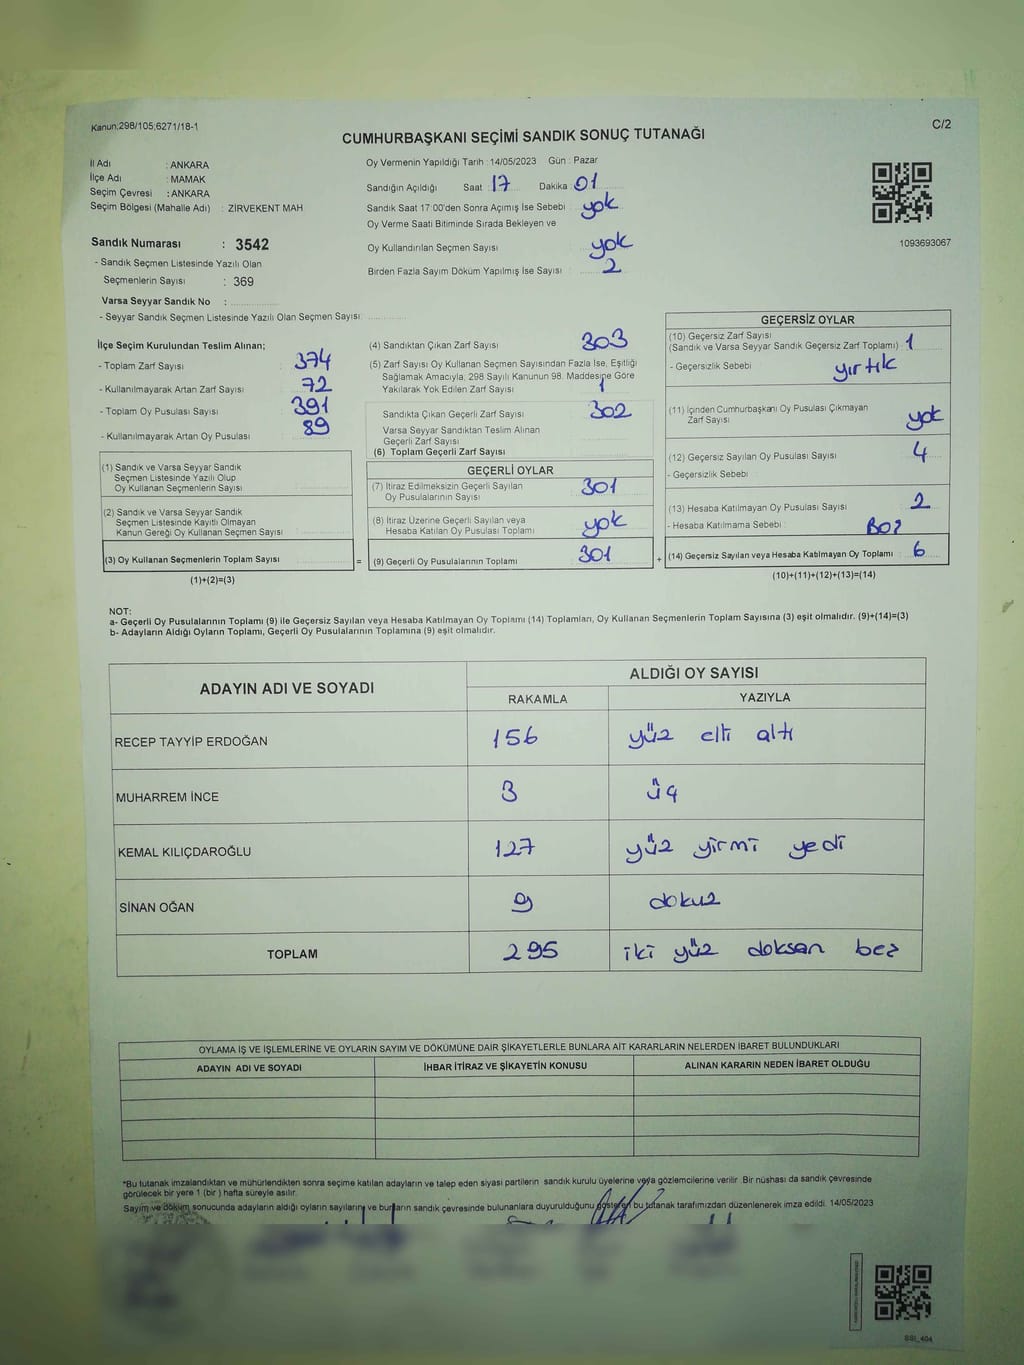 Kanun;298/105;6271/18-1
C/2
CUMHURBAŞKANI SEÇİMİ SANDIK SONUÇ TUTANAĞI
İl Adı : ANKARA
İlçe Adı : MAMAK
Seçim Çevresi : ANKARA
Seçim Bölgesi (Mahalle Adı) : ZİRVEKENT MAH.
Sandık Numarası : 3542
- Sandık Seçmen Listesinde Yazılı Olan
Seçmenlerin Sayısı : 369
Varsa Seyyar Sandık No :
- Seyyar Sandık Seçmen Listesinde Yazılı Olan Seçmen Sayısı:
Oy Vermenin Yapıldığı Tarih : 14/05/2023 Gün : Pazar
Sandığın Açıldığı Saat : 17 Dakika : 01
Sandık Saat 17:00'den Sonra Açımış İse Sebebi : yok
Oy Verme Saati Bitiminde Sırada Bekleyen ve
Oy Kullandırılan Seçmen Sayısı yok
Birden Fazla Sayım Döküm Yapılmış İse Sayısı 2
1093693067
İlçe Seçim Kurulundan Teslim Alınan;
- Toplam Zarf Sayısı : 374
- Kullanılmayarak Artan Zarf Sayısı : 72
- Toplam Oy Pusulası Sayısı : 391
- Kullanılmayarak Artan Oy Pusulası : 89
(1) Sandık ve Varsa Seyyar Sandık
Seçmen Listesinde Yazılı Olup
Oy Kullanan Seçmenlerin Sayısı
(2) Sandık ve Varsa Seyyar Sandık
Seçmen Listesinde Kayıtlı Olmayan
Kanun Gereği Oy Kullanan Seçmen Sayısı
(3) Oy Kullanan Seçmenlerin Toplam Sayısı
=
(1)+(2)=(3)
(4) Sandıktan Çıkan Zarf Sayısı 303
(5) Zarf Sayısı Oy Kullanan Seçmen Sayısından Fazla İse, Eşitliği
Sağlamak Amacıyla, 298 Sayılı Kanunun 98. Maddesine Göre
Yakılarak Yok Edilen Zarf Sayısı 1
Sandıkta Çıkan Geçerli Zarf Sayısı 302
Varsa Seyyar Sandıktan Teslim Alınan
Geçerli Zarf Sayısı
(6) Toplam Geçerli Zarf Sayısı
GEÇERLİ OYLAR
(7) İtiraz Edilmeksizin Geçerli Sayılan
Oy Pusulalarının Sayısı 301
(8) İtiraz Üzerine Geçerli Sayılan veya
Hesaba Katılan Oy Pusulası Toplamı yok
(9) Geçerli Oy Pusulalarının Toplamı 301
+
GEÇERSİZ OYLAR
(10) Geçersiz Zarf Sayısı
(Sandık ve Varsa Seyyar Sandık Geçersiz Zarf Toplamı) : 1
- Geçersizlik Sebebi : yırtık
(11) İçinden Cumhurbaşkanı Oy Pusulası Çıkmayan
Zarf Sayısı yok
(12) Geçersiz Sayılan Oy Pusulası Sayısı 4
- Geçersizlik Sebebi
(13) Hesaba Katılmayan Oy Pusulası Sayısı 2
- Hesaba Katılmama Sebebi : Boş
(14) Geçersiz Sayılan veya Hesaba Katılmayan Oy Toplamı : 6
(10)+(11)+(12)+(13)=(14)
NOT:
a- Geçerli Oy Pusulalarının Toplamı (9) ile Geçersiz Sayılan veya Hesaba Katılmayan Oy Toplamı (14) Toplamları, Oy Kullanan Seçmenlerin Toplam Sayısına (3) eşit olmalıdır. (9)+(14)=(3)
b- Adayların Aldığı Oyların Toplamı, Geçerli Oy Pusulalarının Toplamına (9) eşit olmalıdır.
ADAYIN ADI VE SOYADI
ALDIĞI OY SAYISI
RAKAMLA YAZIYLA
RECEP TAYYİP ERDOĞAN 156 yüz elli altı
MUHARREM İNCE 3 üç
KEMAL KILIÇDAROĞLU 127 yüz yirmi yedi
SİNAN OĞAN 9 dokuz
TOPLAM 295 iki yüz doksan beş
OYLAMA İŞ VE İŞLEMLERİNE VE OYLARIN SAYIM VE DÖKÜMÜNE DAİR ŞİKAYETLERLE BUNLARA AİT KARARLARIN NELERDEN İBARET BULUNDUKLARI
ADAYIN ADI VE SOYADI İHBAR İTİRAZ VE ŞİKAYETİN KONUSU ALINAN KARARIN NEDEN İBARET OLDUĞU
*Bu tutanak imzalandıktan ve mühürlendikten sonra seçime katılan adayların ve talep eden siyasi partilerin sandık kurulu üyelerine veya gözlemcilerine verilir. Bir nüshası da sandık çevresinde
görülecek bir yere 1 (bir) hafta süreyle asılır.
Sayım ve döküm sonucunda adayların aldığı oyların sayılarını ve bunların sandık çevresinde bulunanlara duyurulduğunu gösteren bu tutanak tarafımızdan düzenlenerek imza edildi. 14/05/2023